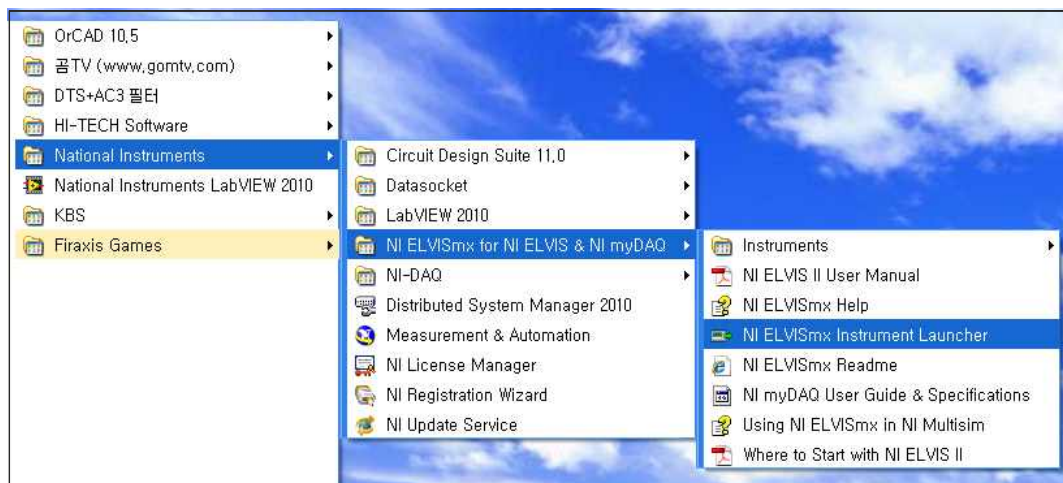 OrCAD 10.5
곰TV (www.gomtv.com)
DTS+AC3 필터
HI-TECH Software
National Instruments
National Instruments LabVIEW 2010
KBS
Firaxis Games
Circuit Design Suite 11.0
Datasocket
LabVIEW 2010
NI ELVISmx for NI ELVIS & NI myDAQ
NI-DAQ
Distributed System Manager 2010
Measurement & Automation
NI License Manager
NI Registration Wizard
NI Update Service
Instruments
NI ELVIS II User Manual
NI ELVISmx Help
NI ELVISmx Instrument Launcher
NI ELVISmx Readme
NI myDAQ User Guide & Specifications
Using NI ELVISmx in NI Multisim
Where to Start with NI ELVIS II